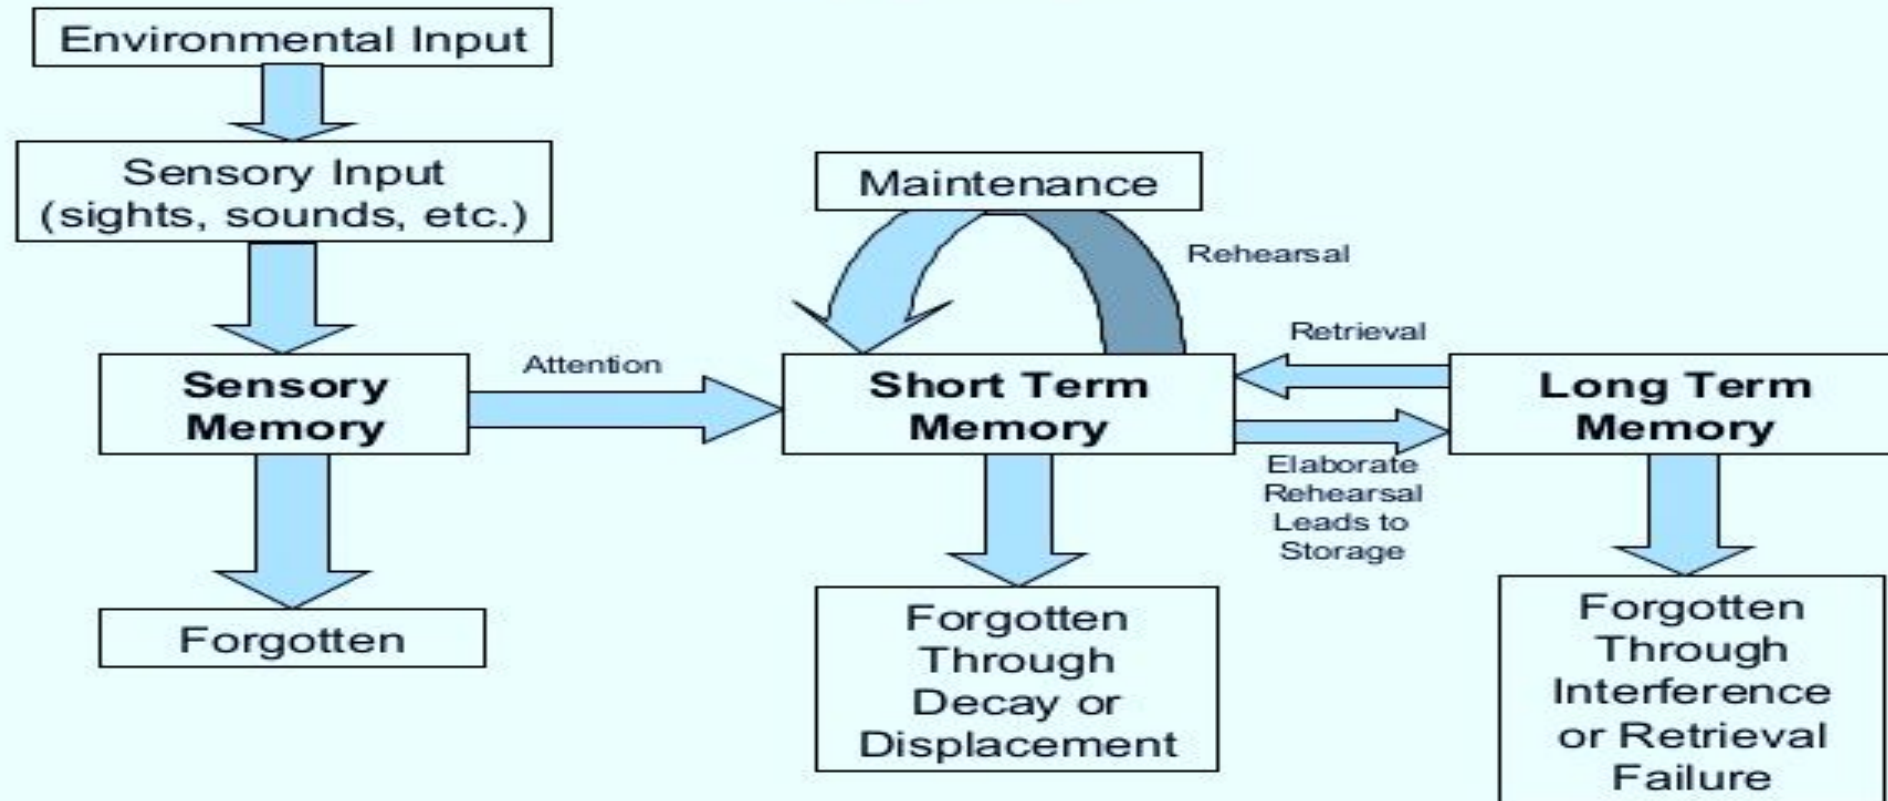 Environmental Input
Sensory Input
(sights, sounds, etc.)
Maintenance
Rehearsal
Retrieval
Attention
Sensory
Memory
Short Term
Memory
Long Term
Memory
Elaborate
Rehearsal
Leads to
Storage
Forgotten
Forgotten
Through
Decay or
Displacement
Forgotten
Through
Interference
or Retrieval
Failure